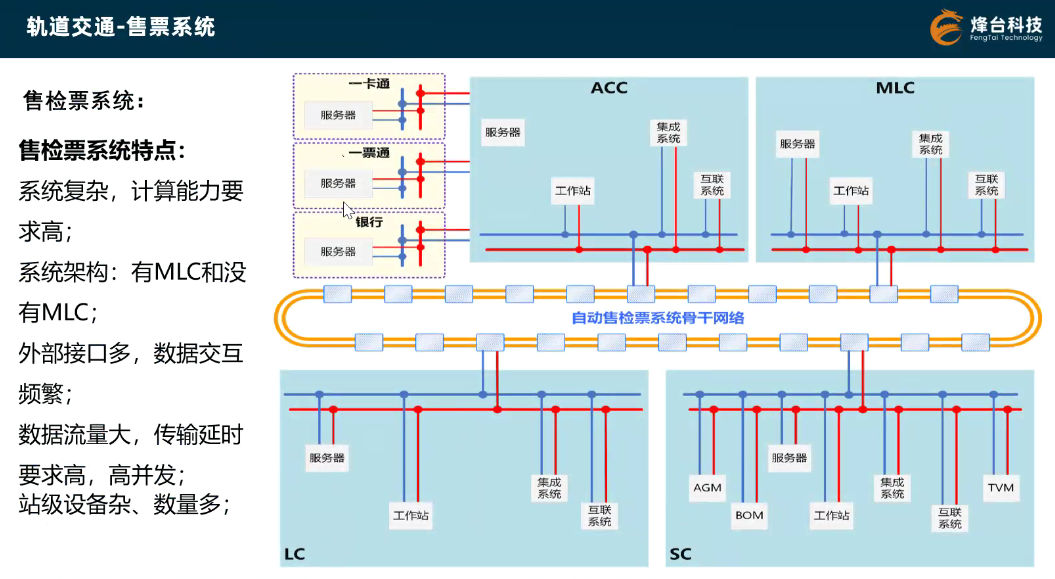 轨道交通-售票系统
烽台科技
FengTai Technology
售检票系统：
售检票系统特点：
系统复杂，计算能力要
求高；
系统架构：有MLC和没
有MLC；
外部接口多，数据交互
频繁；
数据流量大，传输延时
要求高，高并发；
站级设备杂、数量多；
一卡通
服务器
一票通
服务器
银行
服务器
ACC
服务器
工作站
集成
系统
互联
系统
MLC
服务器
工作站
集成
系统
互联
系统
自动售检票系统骨干网络
服务器
工作站
集成
系统
互联
系统
LC
AGM
BOM
服务器
工作站
集成
系统
互联
系统
TVM
SC